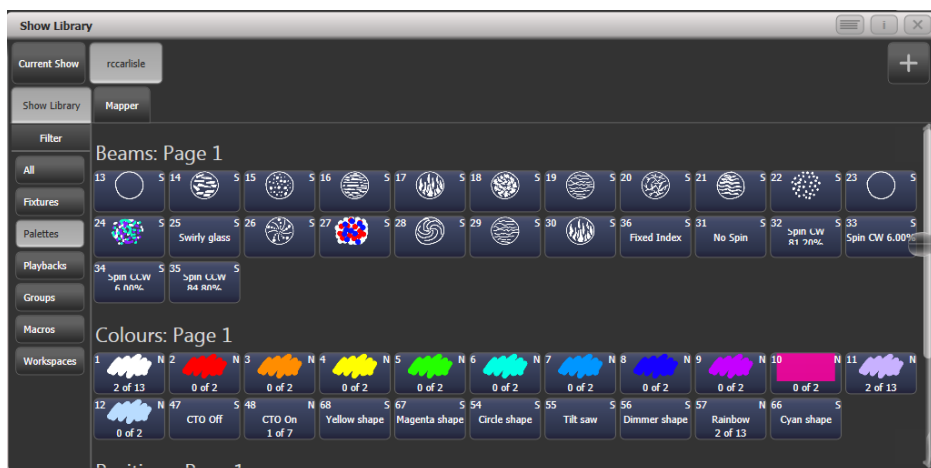 Show Library
i
Current Show
rccarlisle
Show Library
Mapper
Filter
All
Fixtures
Palettes
Playbacks
Groups
Macros
Workspaces
Beams: Page 1
13 S 14 S 15 S 16 S 17 S 18 S 19 S 20 S 21 S 22 S 23 S
24 S 25 S 26 S 27 S 28 S 29 S 30 S 36 S 31 S 32 S 33 S
Swirly glass Fixed Index No Spin Spin CW 81.20% Spin CW 6.00%
34 S 35 S
Spin CCW 6.00% Spin CCW 84.80%
Colours: Page 1
1 N 2 N 3 N 4 N 5 N 6 N 7 N 8 N 9 N 10 N 11 N
2 of 13 0 of 2 0 of 2 0 of 2 0 of 2 0 of 2 0 of 2 0 of 2 0 of 2 0 of 2 2 of 13
12 N 47 S 48 N 68 S 67 S 54 S 55 S 56 S 57 N 66 S
CTO Off CTO On Yellow shape Magenta shape Circle shape Tilt saw Dimmer shape Rainbow Cyan shape
0 of 2 1 of 7 2 of 13